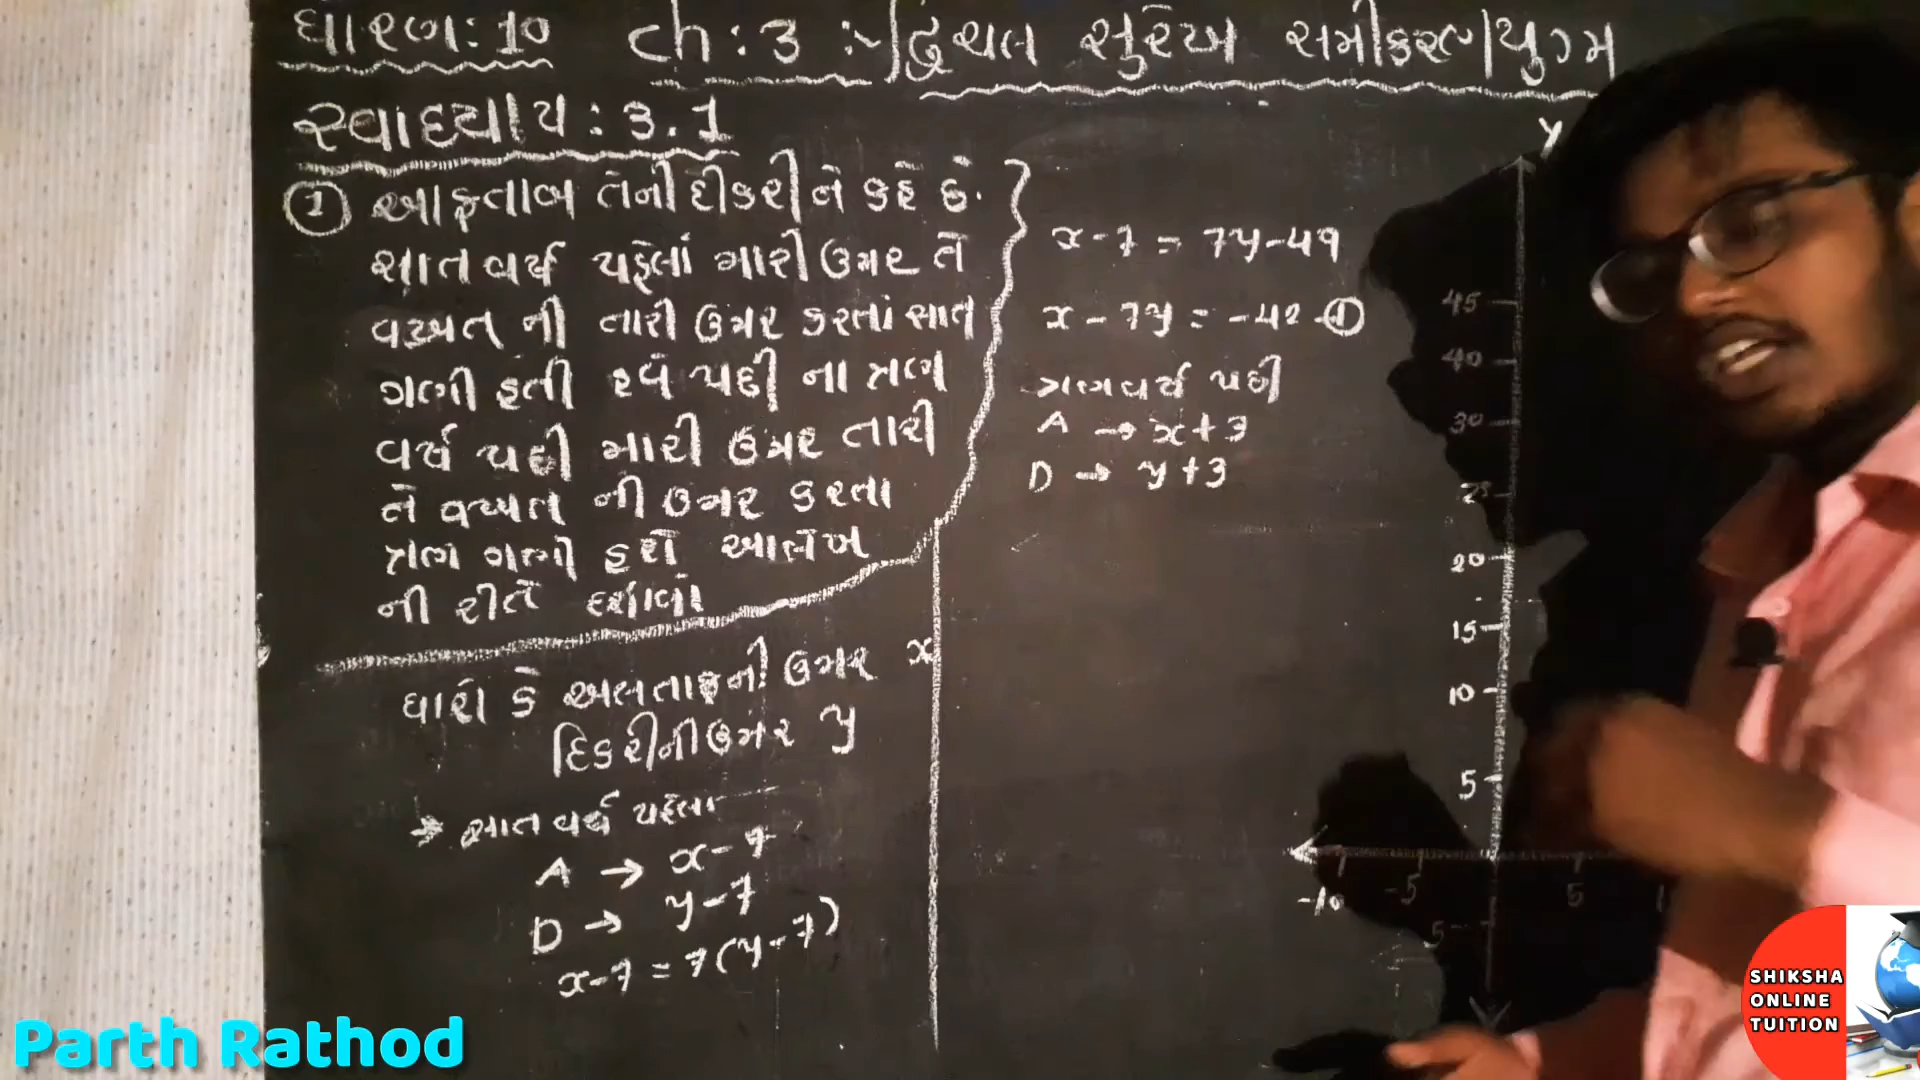 ધોરણ:10 ch:3 :~ દ્વિચલ સુરેખ સમીકરણયુગ્મ
સ્વાધ્યાય:3.1
① આફતાબ તેની દીકરી ને કહે છે.
સાત વર્ષ પહેલાં મારી ઉંમર તે
વખત ની તારી ઉંમર કરતાં સાત
ગણી હતી હવે પછી ના ત્રણ
વર્ષ પછી મારી ઉંમર તારી
તે વખત ની ઉંમર કરતા
ત્રણ ગણી હશે આલેખ
ની રીતે દર્શાવો
ધારો કે અલતાફની ઉંમર x
દિકરીની ઉંમર y
→ સાત વર્ષ પહેલા
A → x-7
D → y-7
x-7 = 7(y-7)
x-7 = 7y-49
x-7y = -42 -①
ત્રણ વર્ષ પછી
A → x+3
D → y+3
Y
45
40
30
25
20
15
10
5
-10 -5 5
5
Parth Rathod
SHIKSHA
ONLINE
TUITION